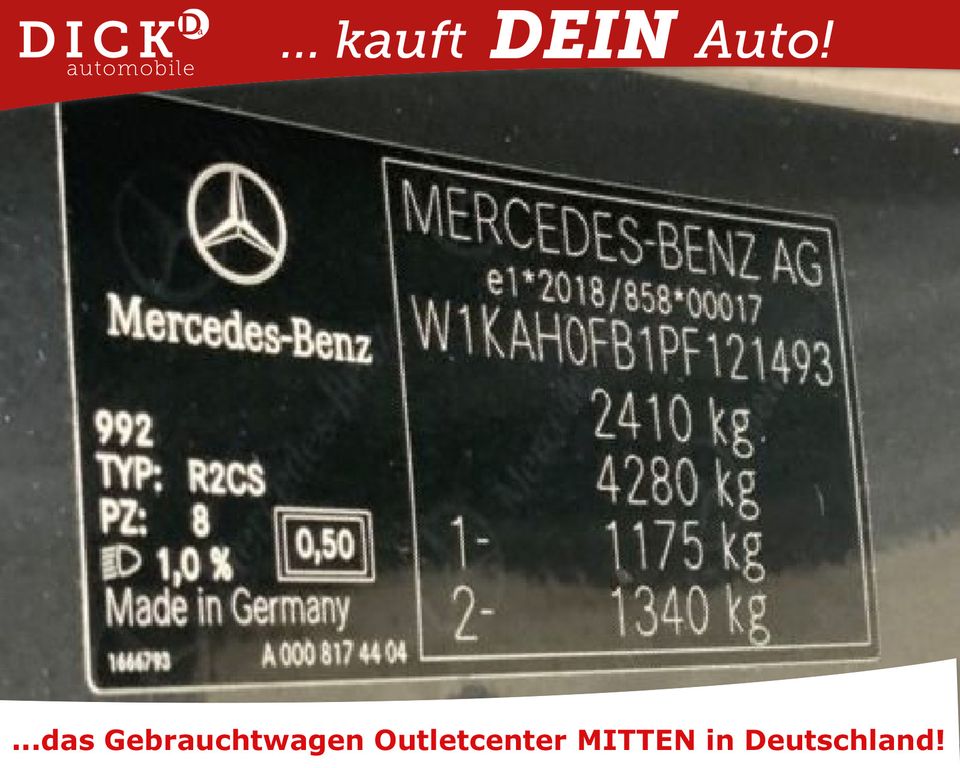 DICK Da
automobile
... kauft DEIN Auto!
Mercedes-Benz
992
TYP: R2CS
PZ: 8
1,0 %
0,50
Made in Germany
1666793
A 000 817 44 04
MERCEDES-BENZ AG
e1*2018/858*00017
W1KAH0FB1PF121493
2410 kg
4280 kg
1- 1175 kg
2- 1340 kg
...das Gebrauchtwagen Outletcenter MITTEN in Deutschland!